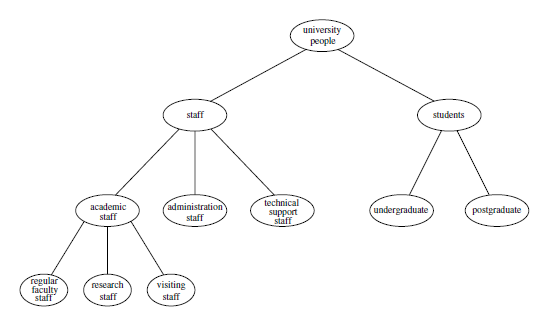 university
people
staff
students
academic
staff
administration
staff
technical
support
staff
undergraduate
postgraduate
regular
faculty
staff
research
staff
visiting
staff